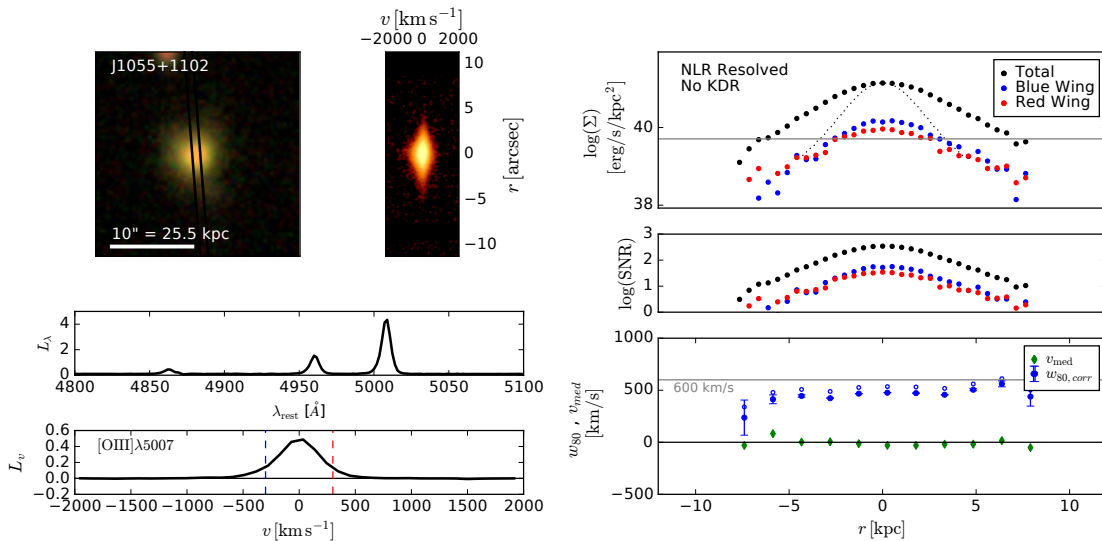 J1055+1102
10" = 25.5 kpc
v [km s⁻¹]
−2000 0 2000
10
5
0
−5
−10
r [arcsec]
4
2
0
L_λ
4800 4850 4900 4950 5000 5050 5100
λ_rest [Å]
0.6
0.4
0.2
0.0
−0.2
L_v
[OIII]λ5007
−2000 −1500 −1000 −500 0 500 1000 1500 2000
v [km s⁻¹]
NLR Resolved
No KDR
Total
Blue Wing
Red Wing
40
38
log(Σ)
[erg/s/kpc²]
3
2
1
0
log(SNR)
1000
500
0
−500
w₈₀ , v_med
[km/s]
600 km/s
v_med
w₈₀,corr
−10 −5 0 5 10
r [kpc]